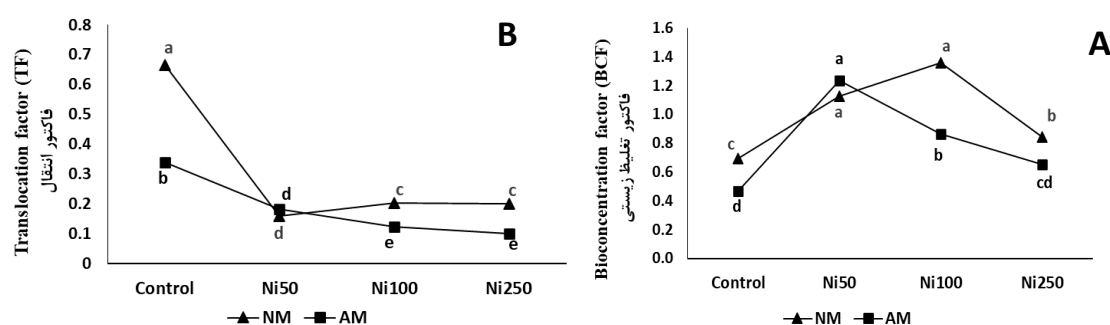 B
Translocation factor (TF)
فاکتور انتقال
0.8
0.7
0.6
0.5
0.4
0.3
0.2
0.1
0
a
b
d
d
c
e
c
e
Control Ni50 Ni100 Ni250
NM AM
A
Bioconcentration factor (BCF)
فاکتور تغلیظ زیستی
1.6
1.4
1.2
1.0
0.8
0.6
0.4
0.2
0.0
c
d
a
a
a
b
b
cd
Control Ni50 Ni100 Ni250
NM AM